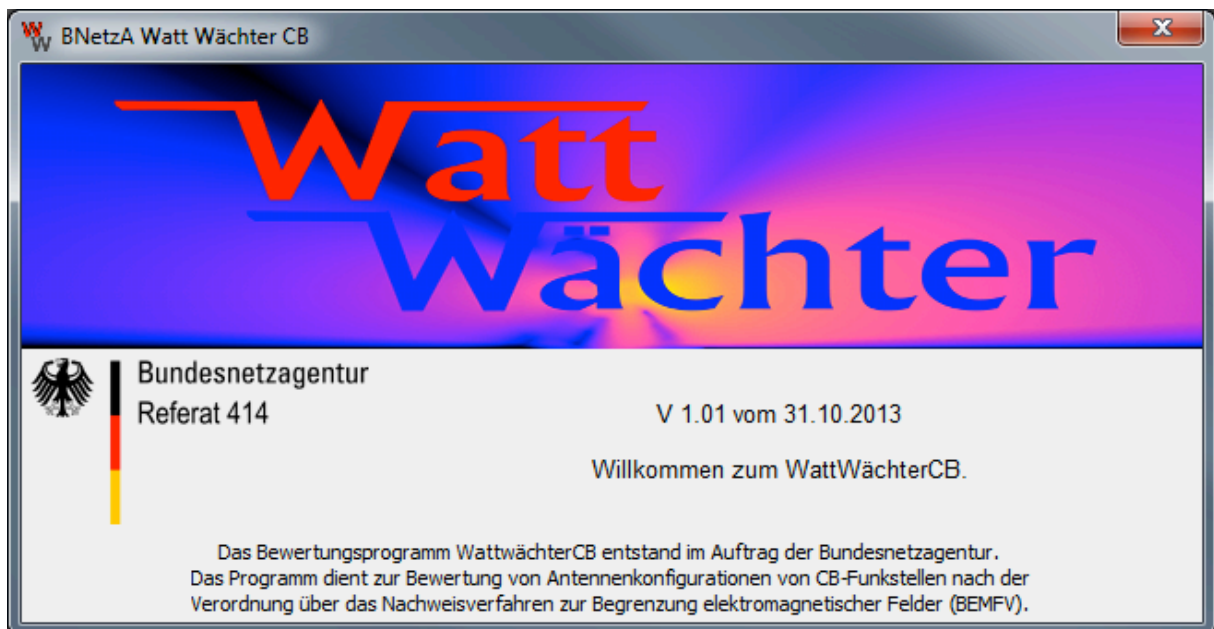 BNetzA Watt Wächter CB
Watt
Wächter
Bundesnetzagentur
Referat 414
V 1.01 vom 31.10.2013
Willkommen zum WattWächterCB.
Das Bewertungsprogramm WattwächterCB entstand im Auftrag der Bundesnetzagentur.
Das Programm dient zur Bewertung von Antennenkonfigurationen von CB-Funkstellen nach der
Verordnung über das Nachweisverfahren zur Begrenzung elektromagnetischer Felder (BEMFV).